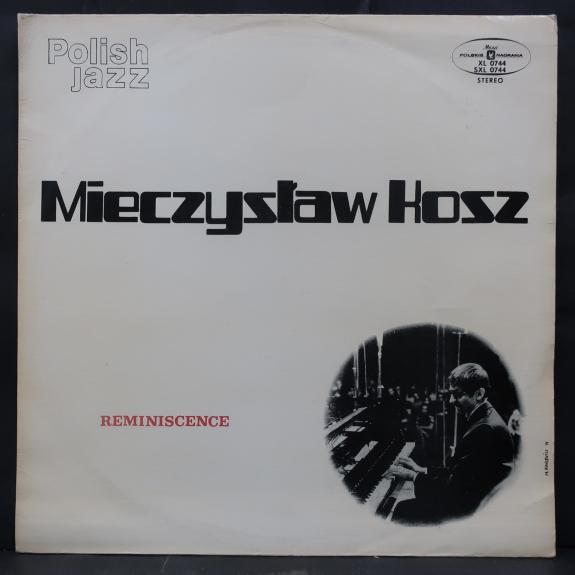 Polish
jazz
Muza
POLSKIE NAGRANIA
XL 0744
SXL 0744
STEREO
Mieczysław Kosz
REMINISCENCE